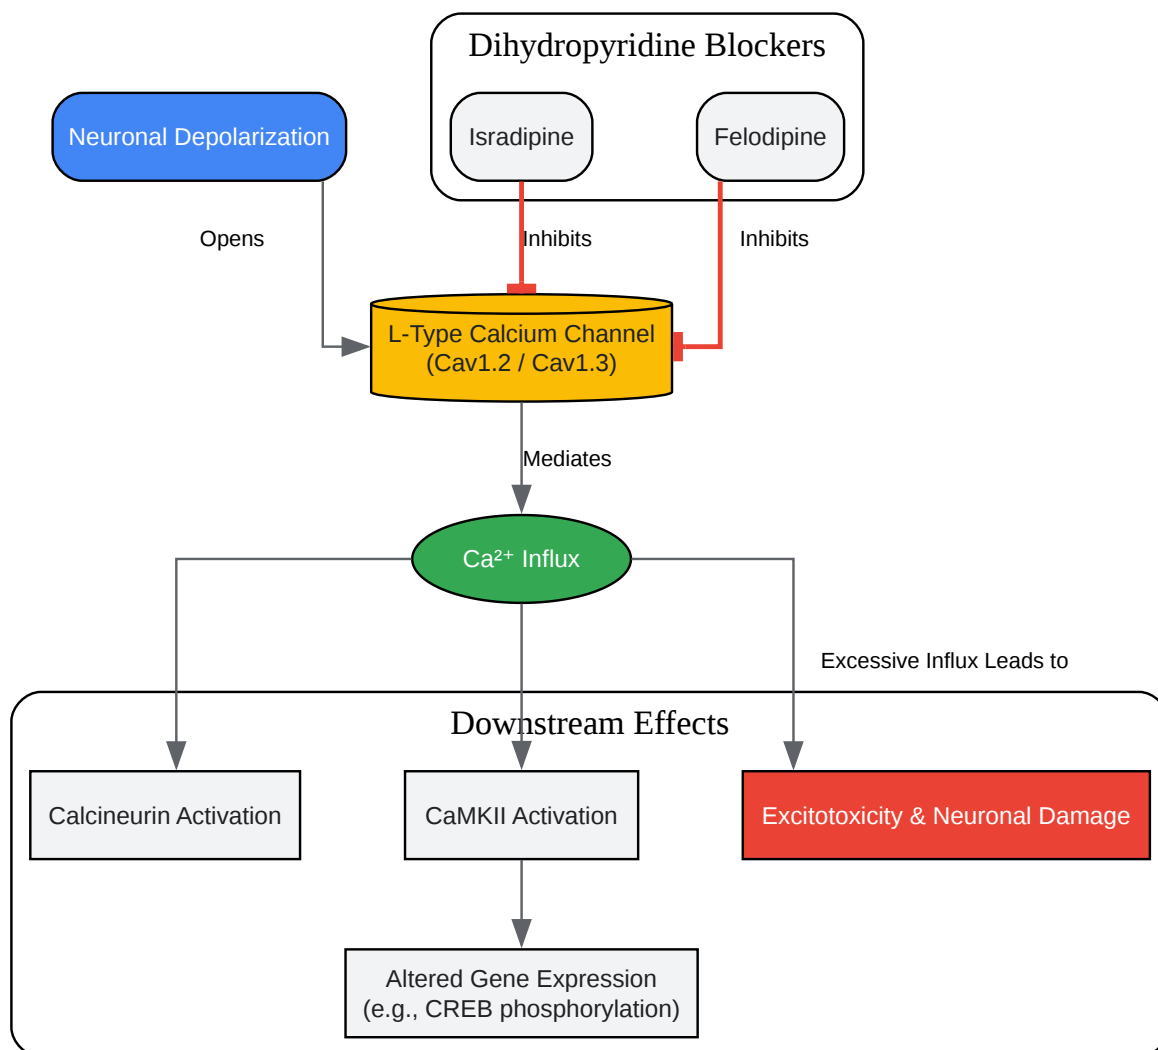 Dihydropyridine Blockers
Neuronal Depolarization
Isradipine
Felodipine
Opens
Inhibits
Inhibits
L-Type Calcium Channel
(Cav1.2 / Cav1.3)
Mediates
Ca²⁺ Influx
Excessive Influx Leads to
Downstream Effects
Calcineurin Activation
CaMKII Activation
Excitotoxicity & Neuronal Damage
Altered Gene Expression
(e.g., CREB phosphorylation)